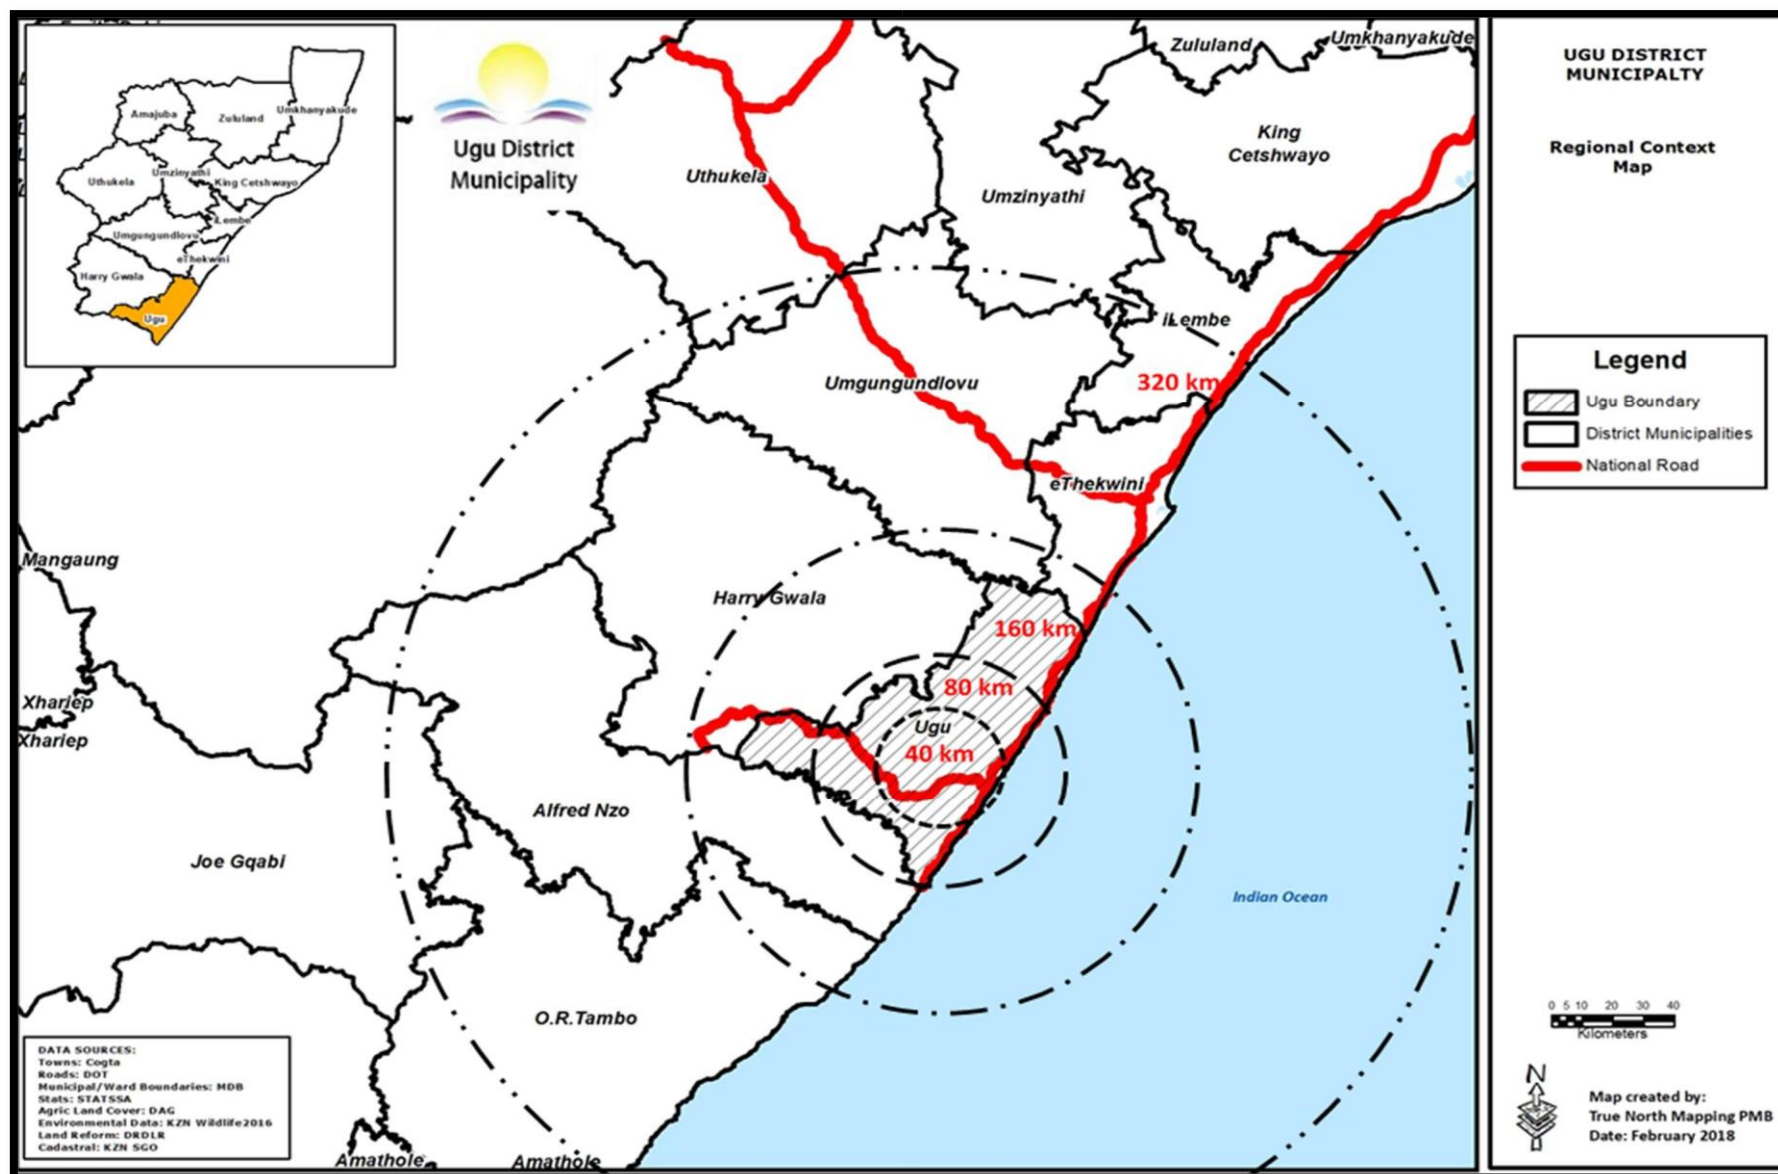 UGU DISTRICT
MUNICIPALTY
Regional Context
Map
Legend
Ugu Boundary
District Municipalities
National Road
0 5 10 20 30 40
Kilometers
N
Map created by:
True North Mapping PMB
Date: February 2018
Ugu District
Municipality
Amajuba
Zululand
Umkhanyakude
Uthukela
Umzinyathi
King Cetshwayo
iLembe
Umgungundlovu
eThekwini
Harry Gwala
Ugu
Zululand
Umkhanyakude
King
Cetshwayo
Uthukela
Umzinyathi
iLembe
320 km
Umgungundlovu
eThekwini
Mangaung
Harry Gwala
160 km
80 km
Xhariep
Xhariep
Ugu
40 km
Alfred Nzo
Joe Gqabi
Indian Ocean
O.R.Tambo
Amathole
Amathole
DATA SOURCES:
Towns: Cogta
Roads: DOT
Municipal/Ward Boundaries: MDB
Stats: STATSSA
Agric Land Cover: DAG
Environmental Data: KZN Wildlife2016
Land Reform: DRDLR
Cadastral: KZN SGO